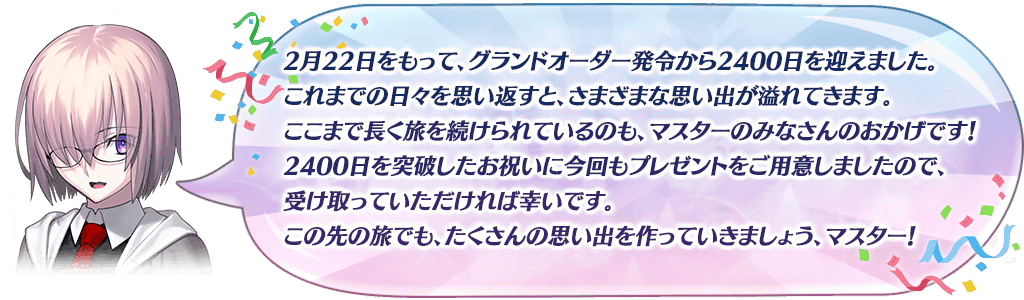 2月22日をもって、グランドオーダー発令から2400日を迎えました。
これまでの日々を思い返すと、さまざまな思い出が溢れてきます。
ここまで長く旅を続けられているのも、マスターのみなさんのおかげです!
2400日を突破したお祝いに今回もプレゼントをご用意しましたので、
受け取っていただければ幸いです。
この先の旅でも、たくさんの思い出を作っていきましょう、マスター!